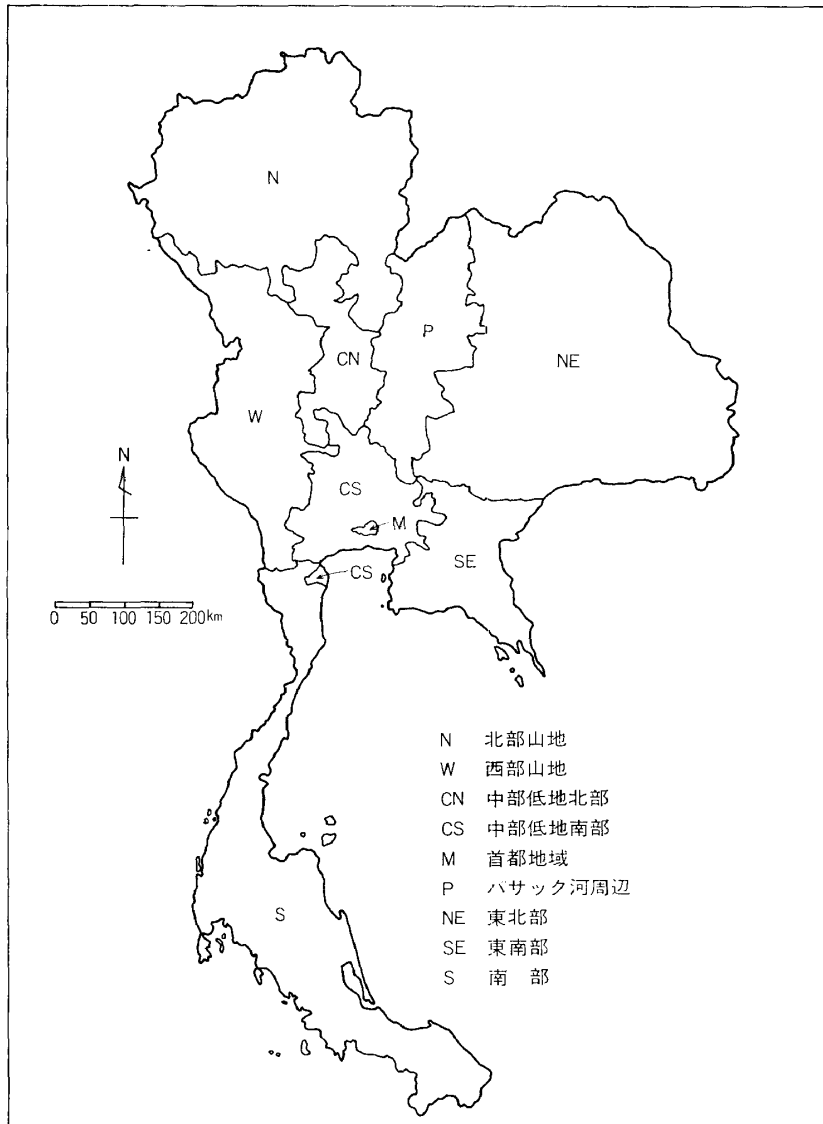 N
P
CN
NE
W
N
CS
M
SE
CS
0 50 100 150 200km
N 北部山地
W 西部山地
CN 中部低地北部
CS 中部低地南部
M 首都地域
P パサック河周辺
NE 東北部
SE 東南部
S 南 部
S